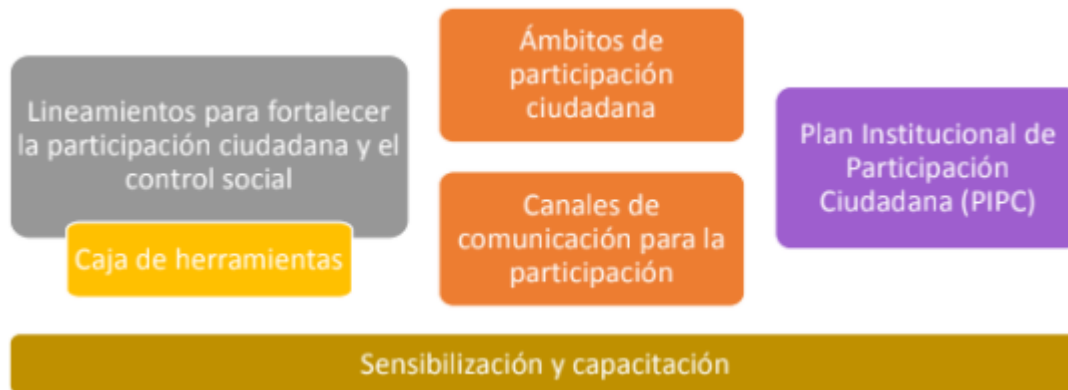 Lineamientos para fortalecer
la participación ciudadana y el
control social
Caja de herramientas
Ámbitos de
participación
ciudadana
Canales de
comunicación para la
participación
Plan Institucional de
Participación
Ciudadana (PIPC)
Sensibilización y capacitación